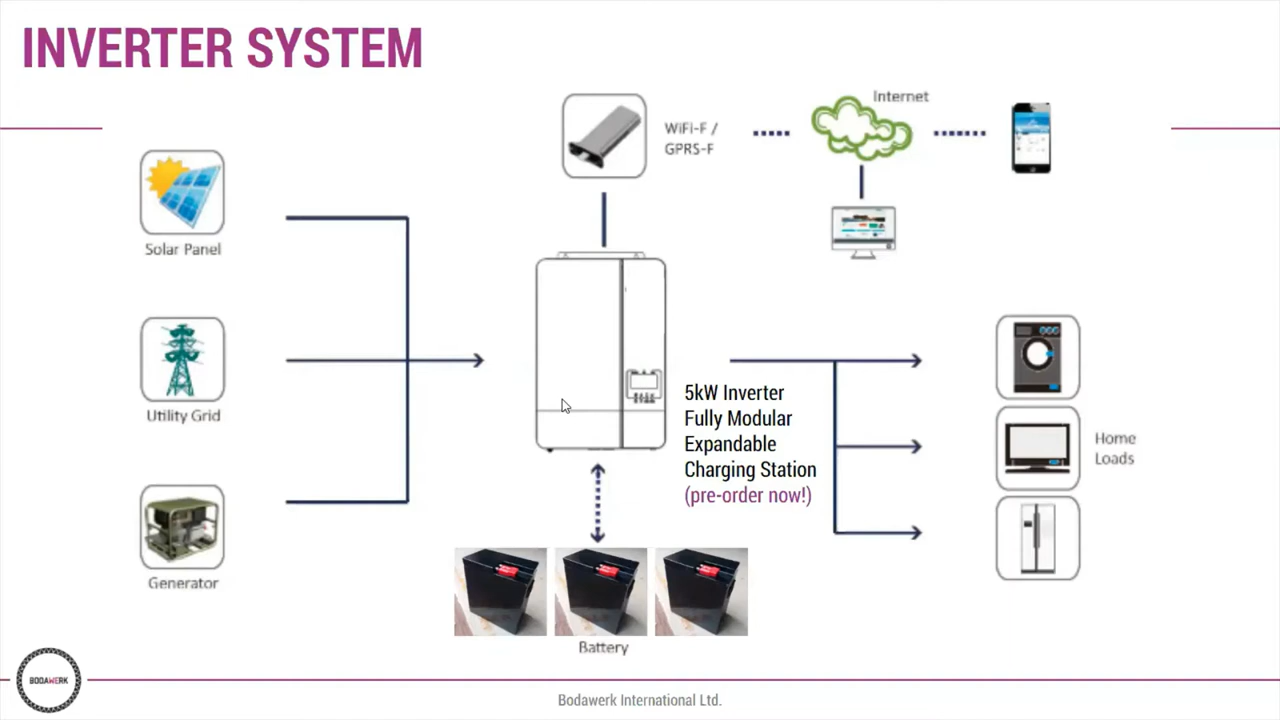 INVERTER SYSTEM
Internet
WiFi-F /
GPRS-F
Solar Panel
Utility Grid
5kW Inverter
Fully Modular
Expandable
Charging Station
(pre-order now!)
Home
Loads
Generator
Battery
BODAWERK
Bodawerk International Ltd.